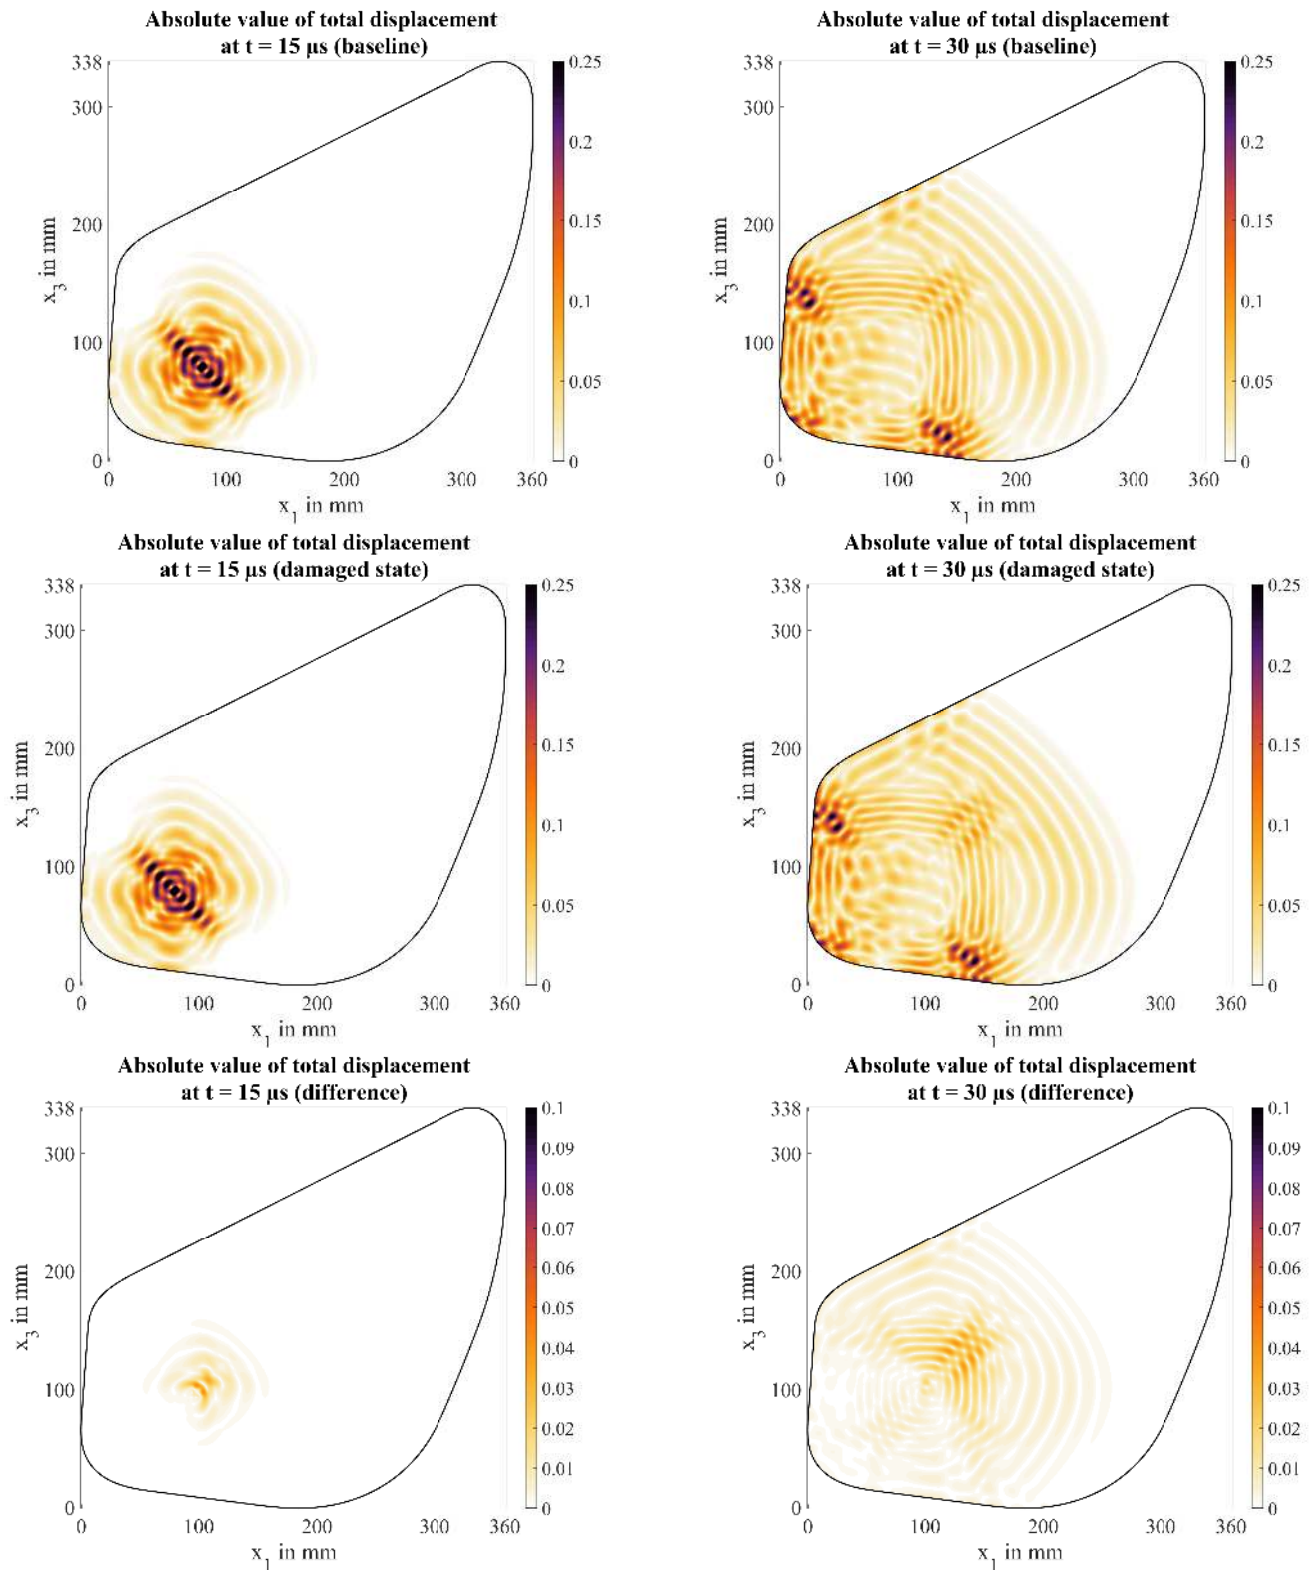 Absolute value of total displacement
at t = 15 µs (baseline)
338
300
200
100
0
x3 in mm
0 100 200 300 360
x1 in mm
0.25
0.2
0.15
0.1
0.05
0
Absolute value of total displacement
at t = 30 µs (baseline)
338
300
200
100
0
x3 in mm
0 100 200 300 360
x1 in mm
0.25
0.2
0.15
0.1
0.05
0
Absolute value of total displacement
at t = 15 µs (damaged state)
338
300
200
100
0
x3 in mm
0 100 200 300 360
x1 in mm
0.25
0.2
0.15
0.1
0.05
0
Absolute value of total displacement
at t = 30 µs (damaged state)
338
300
200
100
0
x3 in mm
0 100 200 300 360
x1 in mm
0.25
0.2
0.15
0.1
0.05
0
Absolute value of total displacement
at t = 15 µs (difference)
338
300
200
100
0
x3 in mm
0 100 200 300 360
x1 in mm
0.1
0.09
0.08
0.07
0.06
0.05
0.04
0.03
0.02
0.01
0
Absolute value of total displacement
at t = 30 µs (difference)
338
300
200
100
0
x3 in mm
0 100 200 300 360
x1 in mm
0.1
0.09
0.08
0.07
0.06
0.05
0.04
0.03
0.02
0.01
0